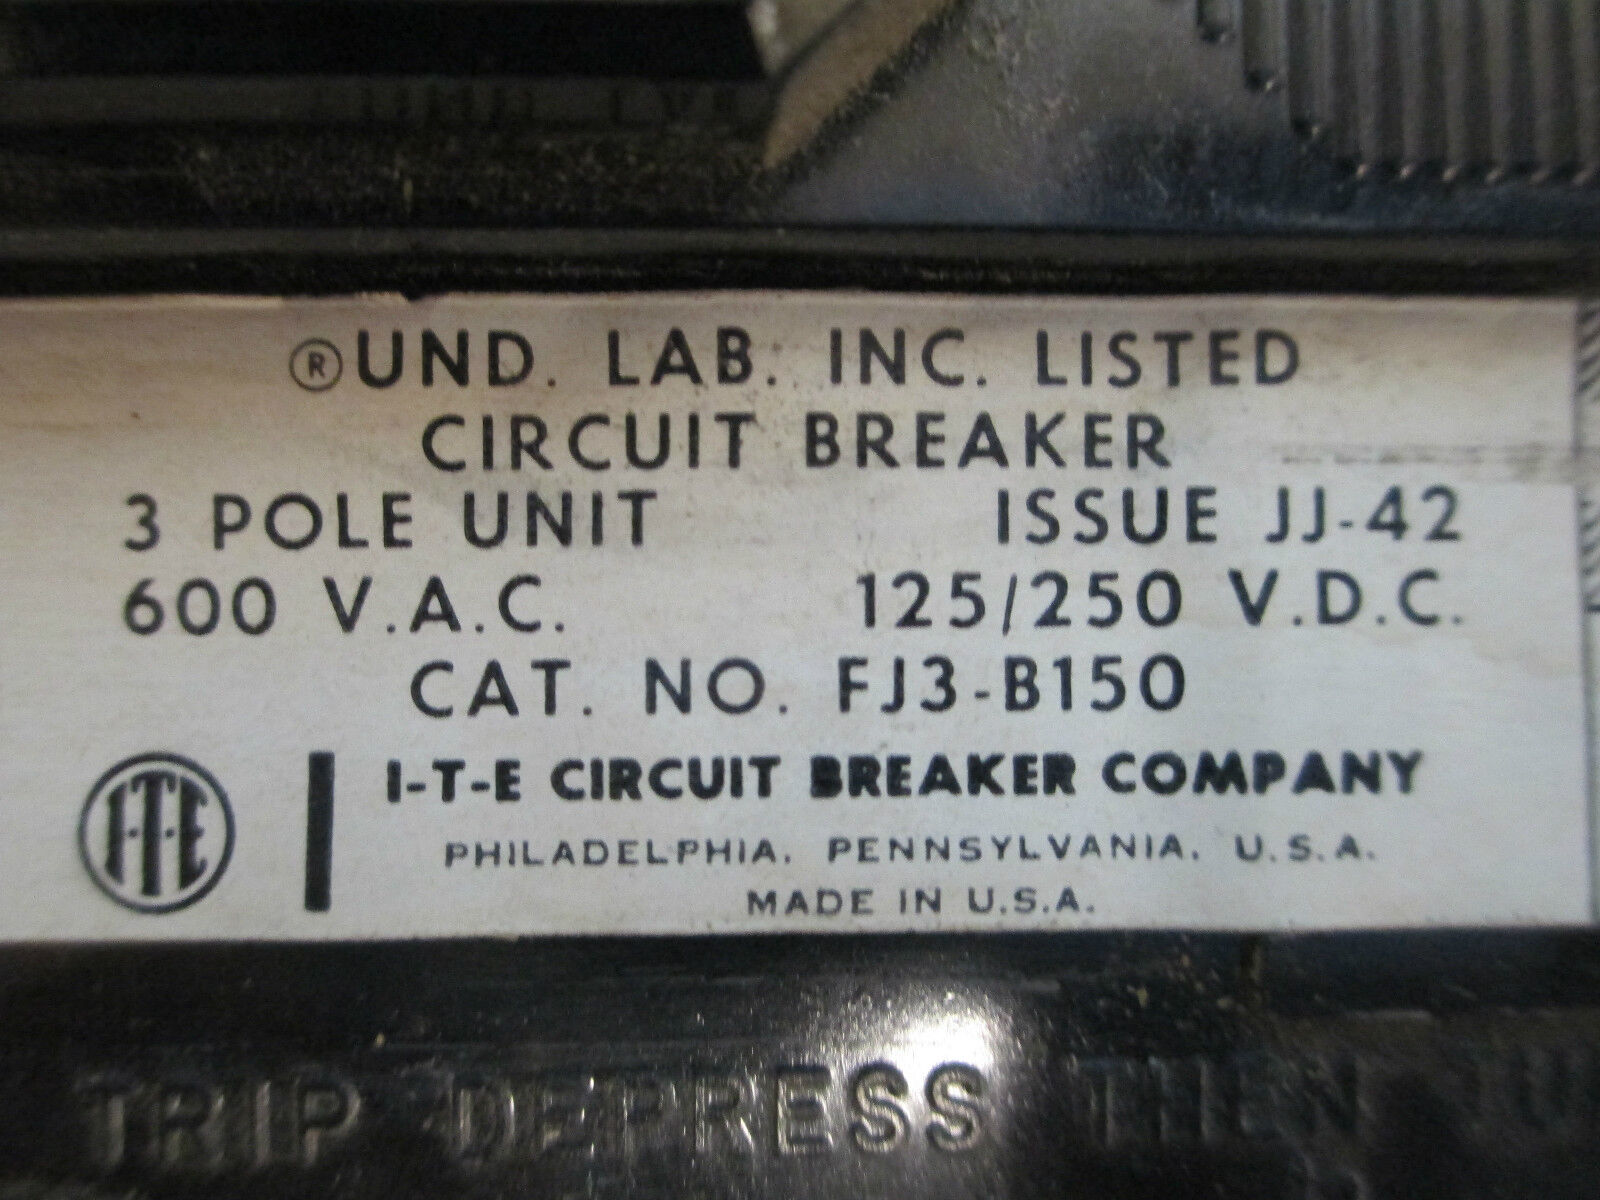 ®UND. LAB. INC. LISTED
CIRCUIT BREAKER
3 POLE UNIT ISSUE JJ-42
600 V.A.C. 125/250 V.D.C.
CAT. NO. FJ3-B150
I-T-E
I-T-E CIRCUIT BREAKER COMPANY
PHILADELPHIA, PENNSYLVANIA, U.S.A.
MADE IN U.S.A.
TRIP DEPRESS THEN